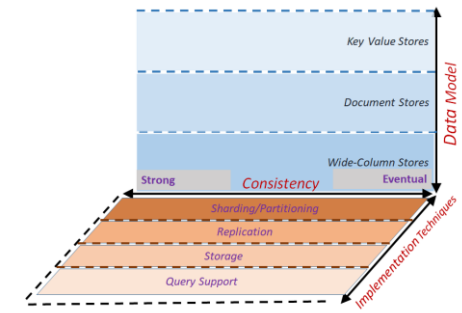 Key Value Stores
Document Stores
Wide-Column Stores
Data Model
Strong
Consistency
Eventual
Sharding/Partitioning
Replication
Storage
Query Support
Implementation Techniques